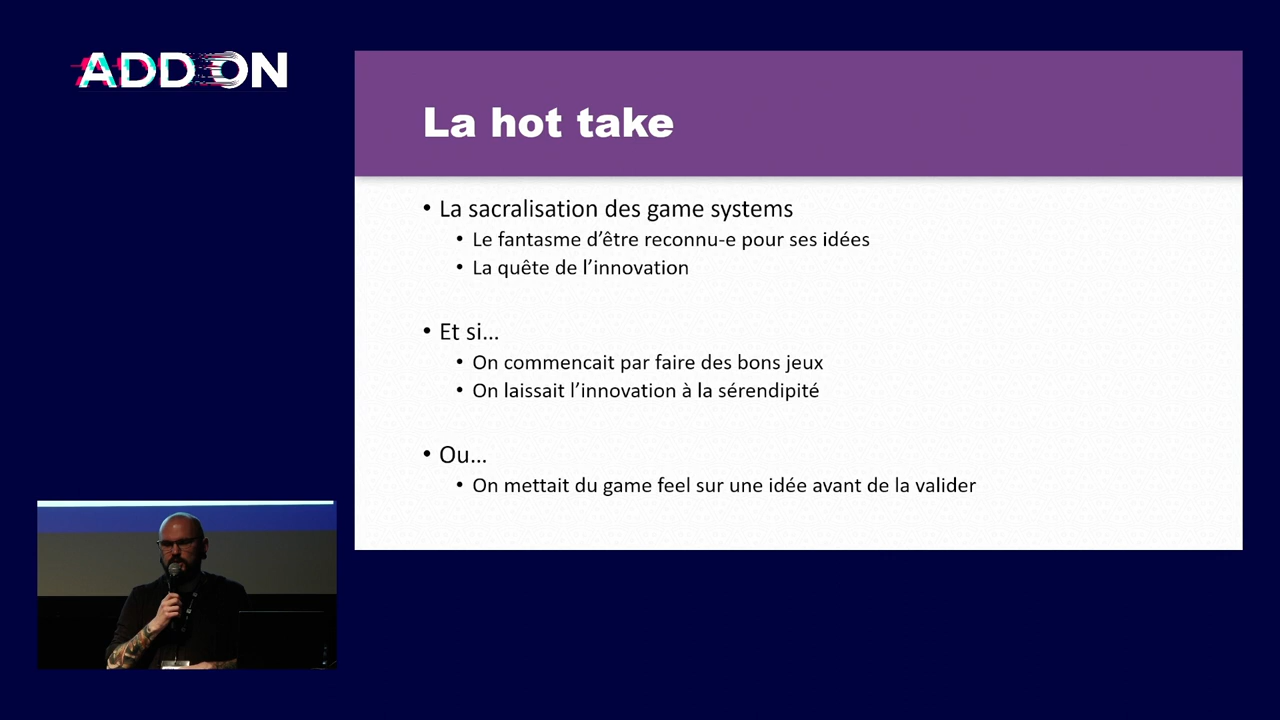 ADDON
La hot take
• La sacralisation des game systems
• Le fantasme d’être reconnu-e pour ses idées
• La quête de l’innovation
• Et si…
• On commencait par faire des bons jeux
• On laissait l’innovation à la sérendipité
• Ou…
• On mettait du game feel sur une idée avant de la valider